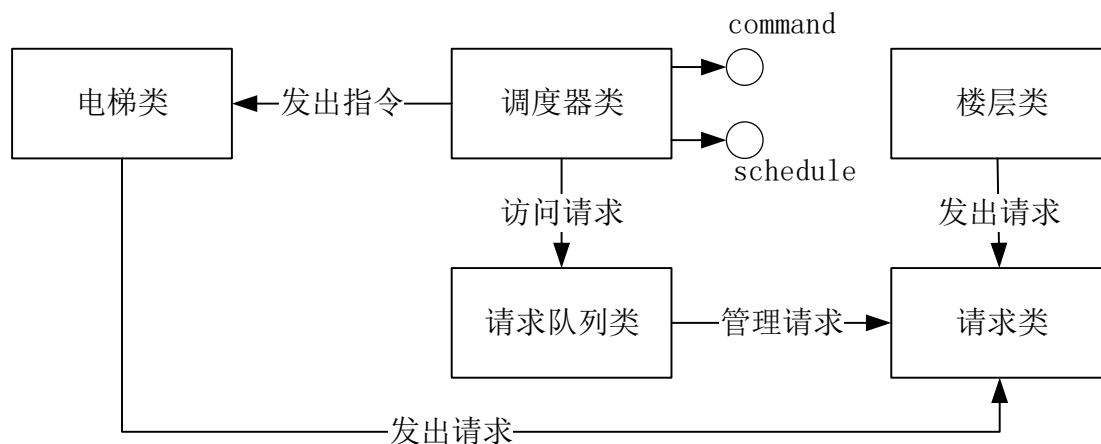 command
电梯类
发出指令
调度器类
楼层类
schedule
访问请求
发出请求
请求队列类
管理请求
请求类
发出请求